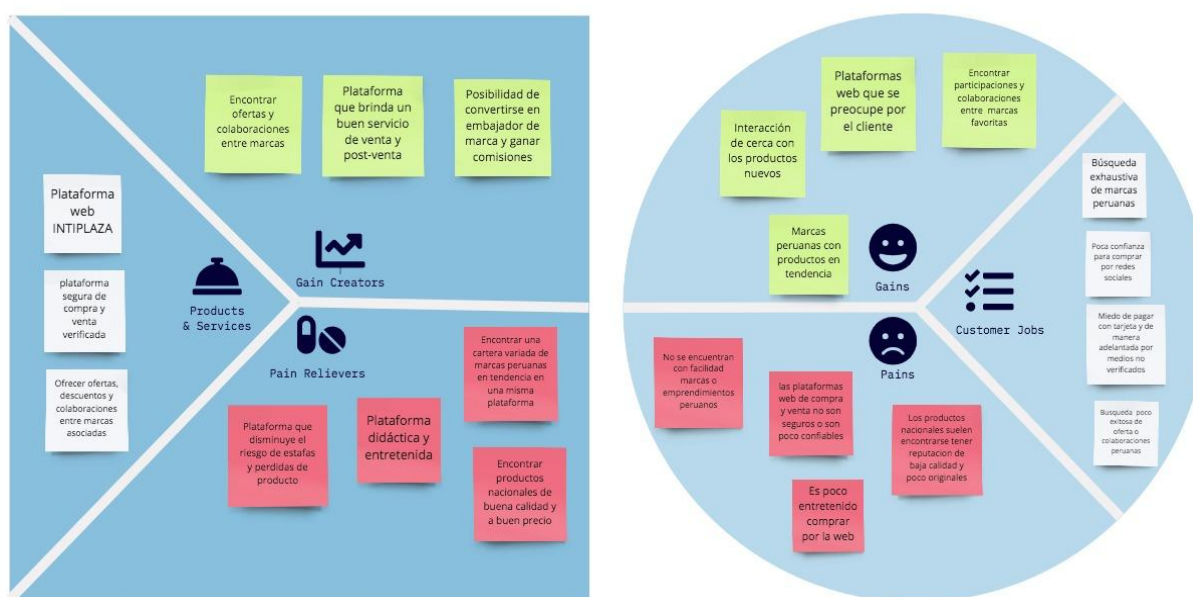 Encontrar
ofertas y
colaboraciones
entre marcas
Plataforma
que brinda un
buen servicio
de venta y
post-venta
Posibilidad de
convertirse en
embajador de
marca y ganar
comisiones
Plataforma
web
INTIPLAZA
plataforma
segura de
compra y
venta
verificada
Ofrecer ofertas,
descuentos y
colaboraciones
entre marcas
asociadas
Products
& Services
Gain Creators
Pain Relievers
Encontrar una
cartera variada de
marcas peruanas
en tendencia en
una misma
plataforma
Plataforma que
disminuye el
riesgo de estafas
y perdidas de
producto
Plataforma
didáctica y
entretenida
Encontrar
productos
nacionales de
buena calidad y
a buen precio
Interacción
de cerca con
los productos
nuevos
Plataformas
web que se
preocupe por
el cliente
Encontrar
participaciones y
colaboraciones
entre marcas
favoritas
Marcas
peruanas con
productos en
tendencia
Gains
Customer Jobs
Búsqueda
exhaustiva
de marcas
peruanas
Poca confianza
para comprar
por redes
sociales
Miedo de pagar
con tarjeta y de
manera
adelantada por
medios no
verificados
Busqueda poco
exitosa de
oferta o
colaboraciones
peruanas
Pains
No se encuentran
con facilidad
marcas o
emprendimientos
peruanos
las plataformas
web de compra
y venta no son
seguros o son
poco confiables
Los productos
nacionales suelen
encontrarse tener
reputacion de
baja calidad y
poco originales
Es poco
entretenido
comprar
por la web